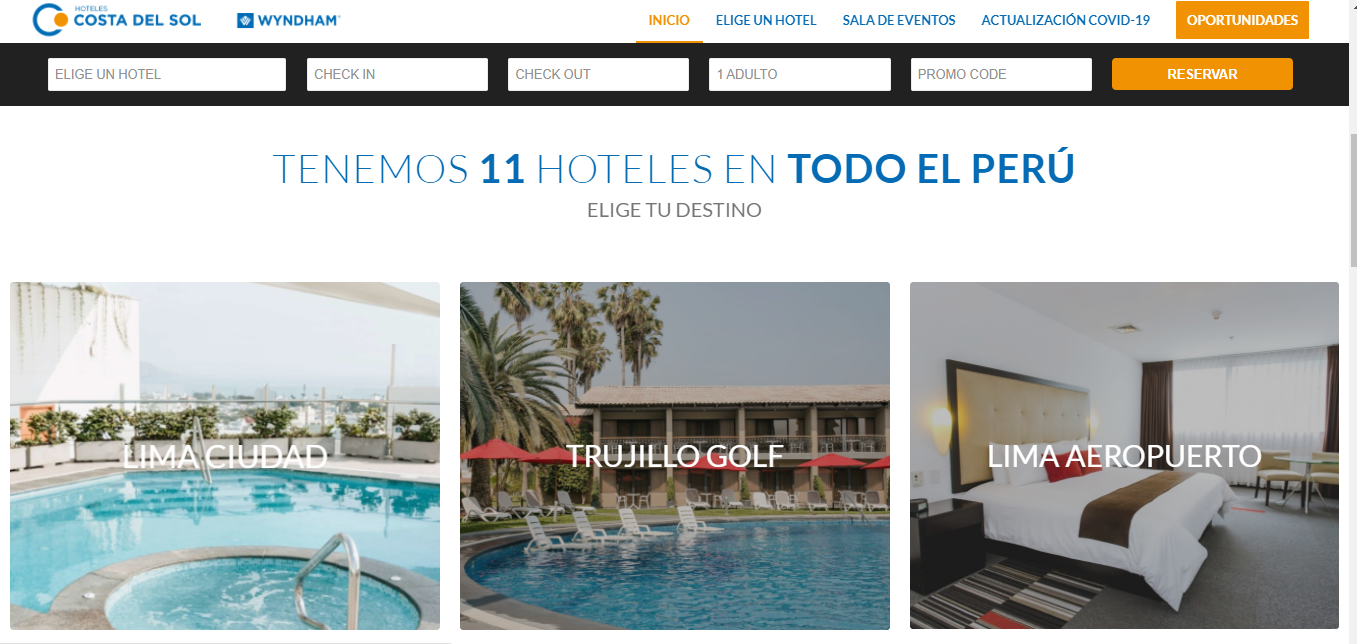 HOTELES
COSTA DEL SOL
WYNDHAM®
INICIO
ELIGE UN HOTEL
SALA DE EVENTOS
ACTUALIZACIÓN COVID-19
OPORTUNIDADES
ELIGE UN HOTEL
CHECK IN
CHECK OUT
1 ADULTO
PROMO CODE
RESERVAR
TENEMOS 11 HOTELES EN TODO EL PERÚ
ELIGE TU DESTINO
LIMA CIUDAD
TRUJILLO GOLF
LIMA AEROPUERTO